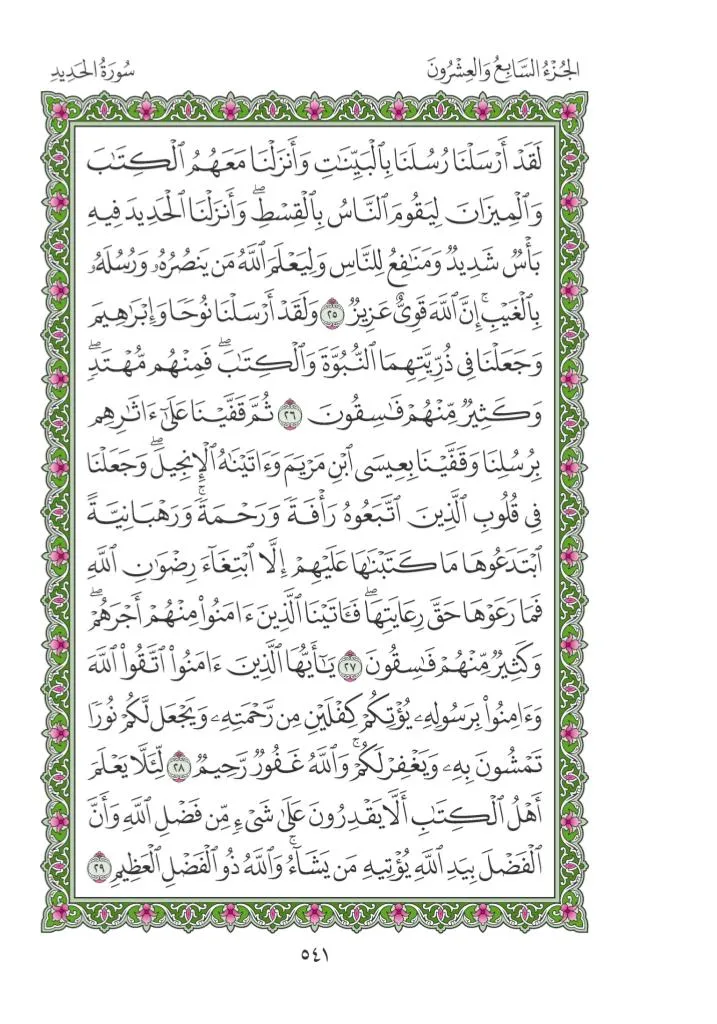 الجُزْءُ السَّابِعُ وَالعِشْرُونَ
سُورَةُ الحَدِيدِ
لَقَدۡ أَرۡسَلۡنَا رُسُلَنَا بِٱلۡبَيِّنَٰتِ وَأَنزَلۡنَا مَعَهُمُ ٱلۡكِتَٰبَ
وَٱلۡمِيزَانَ لِيَقُومَ ٱلنَّاسُ بِٱلۡقِسۡطِۖ وَأَنزَلۡنَا ٱلۡحَدِيدَ فِيهِ
بَأۡسٞ شَدِيدٞ وَمَنَٰفِعُ لِلنَّاسِ وَلِيَعۡلَمَ ٱللَّهُ مَن يَنصُرُهُۥ وَرُسُلَهُۥ
بِٱلۡغَيۡبِۚ إِنَّ ٱللَّهَ قَوِيٌّ عَزِيزٞ ٢٥ وَلَقَدۡ أَرۡسَلۡنَا نُوحٗا وَإِبۡرَٰهِيمَ
وَجَعَلۡنَا فِي ذُرِّيَّتِهِمَا ٱلنُّبُوَّةَ وَٱلۡكِتَٰبَۖ فَمِنۡهُم مُّهۡتَدٖۖ
وَكَثِيرٞ مِّنۡهُمۡ فَٰسِقُونَ ٢٦ ثُمَّ قَفَّيۡنَا عَلَىٰٓ ءَاثَٰرِهِم
بِرُسُلِنَا وَقَفَّيۡنَا بِعِيسَى ٱبۡنِ مَرۡيَمَ وَءَاتَيۡنَٰهُ ٱلۡإِنجِيلَۖ وَجَعَلۡنَا
فِي قُلُوبِ ٱلَّذِينَ ٱتَّبَعُوهُ رَأۡفَةٗ وَرَحۡمَةٗۚ وَرَهۡبَانِيَّةً
ٱبۡتَدَعُوهَا مَا كَتَبۡنَٰهَا عَلَيۡهِمۡ إِلَّا ٱبۡتِغَآءَ رِضۡوَٰنِ ٱللَّهِ
فَمَا رَعَوۡهَا حَقَّ رِعَايَتِهَاۖ فَـَٔاتَيۡنَا ٱلَّذِينَ ءَامَنُواْ مِنۡهُمۡ أَجۡرَهُمۡۖ
وَكَثِيرٞ مِّنۡهُمۡ فَٰسِقُونَ ٢٧ يَٰٓأَيُّهَا ٱلَّذِينَ ءَامَنُواْ ٱتَّقُواْ ٱللَّهَ
وَءَامِنُواْ بِرَسُولِهِۦ يُؤۡتِكُمۡ كِفۡلَيۡنِ مِن رَّحۡمَتِهِۦ وَيَجۡعَل لَّكُمۡ نُورٗا
تَمۡشُونَ بِهِۦ وَيَغۡفِرۡ لَكُمۡۚ وَٱللَّهُ غَفُورٞ رَّحِيمٞ ٢٨ لِّئَلَّا يَعۡلَمَ
أَهۡلُ ٱلۡكِتَٰبِ أَلَّا يَقۡدِرُونَ عَلَىٰ شَيۡءٖ مِّن فَضۡلِ ٱللَّهِ وَأَنَّ
ٱلۡفَضۡلَ بِيَدِ ٱللَّهِ يُؤۡتِيهِ مَن يَشَآءُۚ وَٱللَّهُ ذُو ٱلۡفَضۡلِ ٱلۡعَظِيمِ ٢٩
٥٤١